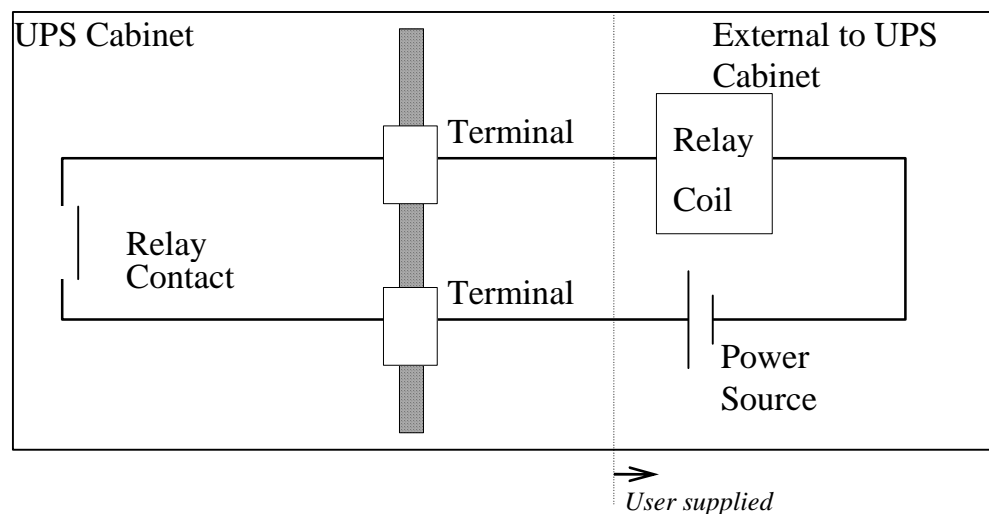 UPS Cabinet
External to UPS
Cabinet
Terminal
Relay
Coil
Relay
Contact
Terminal
Power
Source
User supplied